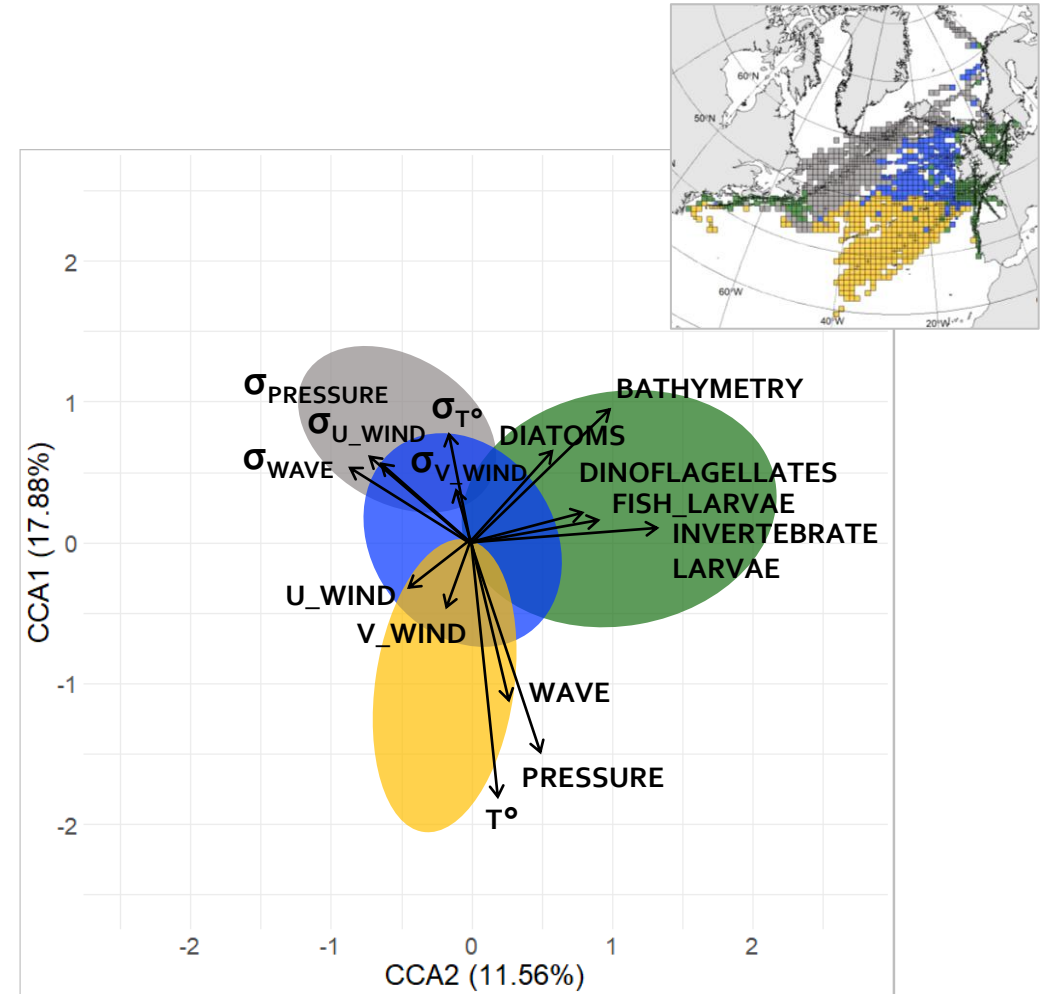 60°N
50°N
60°W
40°W
20°W
2
1
0
-1
-2
CCA1 (17.88%)
σPRESSURE
σT°
BATHYMETRY
σU_WIND
DIATOMS
σWAVE
σV_WIND
DINOFLAGELLATES
FISH_LARVAE
INVERTEBRATE
LARVAE
U_WIND
V_WIND
WAVE
PRESSURE
T°
-2
-1
0
1
2
CCA2 (11.56%)